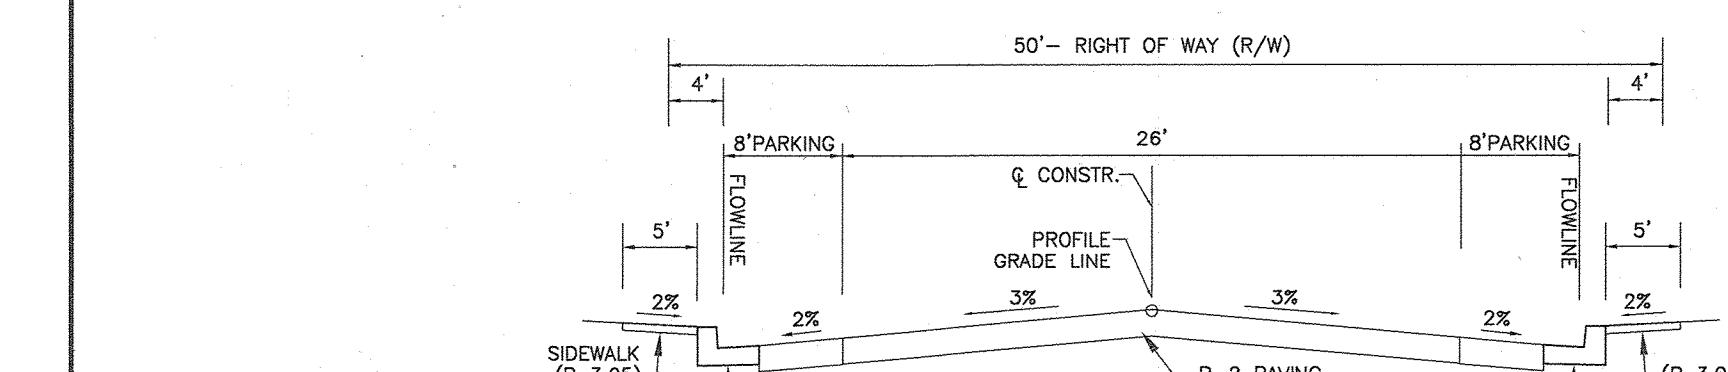 50'- RIGHT OF WAY (R/W)
4'
4'
8'PARKING
26'
8'PARKING
℄ CONSTR.
FLOWLINE
FLOWLINE
5'
5'
PROFILE
GRADE LINE
2%
2%
3%
3%
2%
2%
SIDEWALK